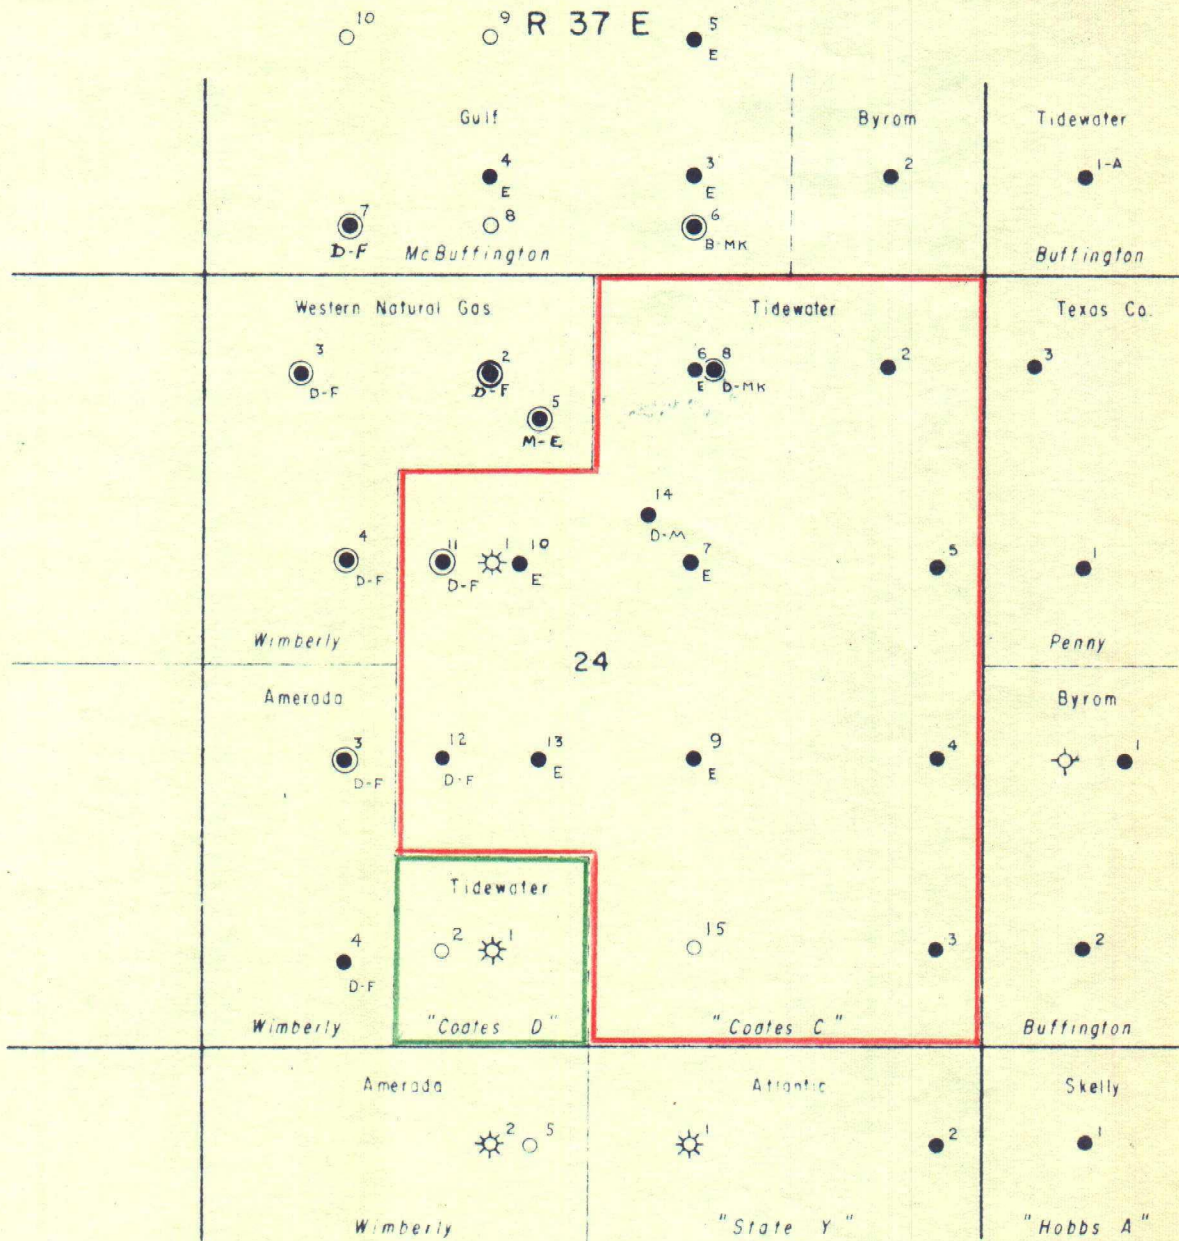 10 9 R 37 E 5
E
Gulf Byrom Tidewater
4 3 2 1-A
E E
7 8 6
D-F McBuffington B-MK Buffington
Western Natural Gas Tidewater Texas Co.
3 2 6 8 2 3
D-F D-F E D-MK
5
M-E
14
D-M
4 11 1 10 7 5 1
D-F D-F E E
Wimberly Penny
24
Amerada Byrom
3 12 13 9 4 1
D-F D-F E E
Tidewater
4 2 1 15 3 2
D-F
Wimberly "Coates D" "Coates C" Buffington
Amerada Atlantic Skelly
2 5 1 2 1
Wimberly "State Y" "Hobbs A"